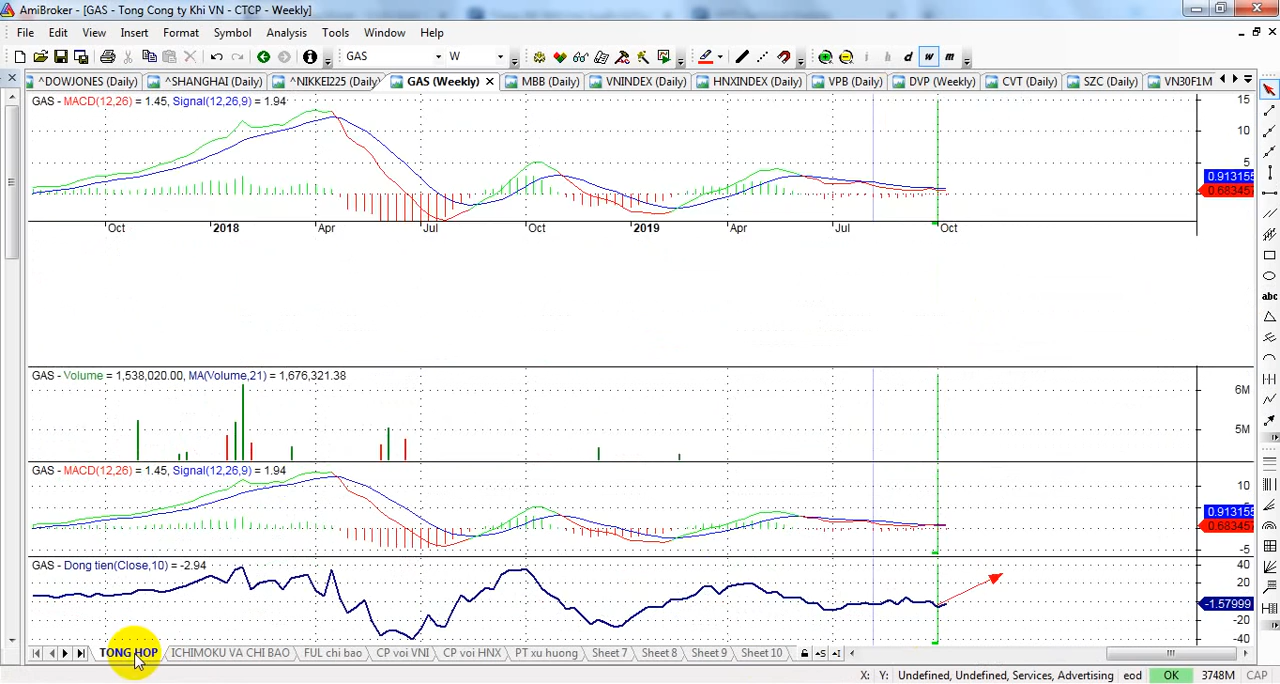 AmiBroker - [GAS - Tong Cong ty Khi VN - CTCP - Weekly]
File Edit View Insert Format Symbol Analysis Tools Window Help
GAS W i h d w m
^DOWJONES (Daily) ^SHANGHAI (Daily) ^NIKKEI225 (Daily) GAS (Weekly) MBB (Daily) VNINDEX (Daily) HNXINDEX (Daily) VPB (Daily) DVP (Weekly) CVT (Daily) SZC (Daily) VN30F1M
GAS - MACD(12,26) = 1.45, Signal(12,26,9) = 1.94
15
10
5
0.913155
0.683457
Oct 2018 Apr Jul Oct 2019 Apr Jul Oct
abc
GAS - Volume = 1,538,020.00, MA(Volume,21) = 1,676,321.38
6M
5M
GAS - MACD(12,26) = 1.45, Signal(12,26,9) = 1.94
10
0.913155
0.683457
-5
GAS - Dong tien(Close,10) = -2.94
40
20
-1.57999
-20
-40
TONG HOP ICHIMOKU VA CHI BAO FUL chi bao CP voi VNI CP voi HNX PT xu huong Sheet 7 Sheet 8 Sheet 9 Sheet 10
X: Y: Undefined, Undefined, Services, Advertising eod OK 3748M CAP